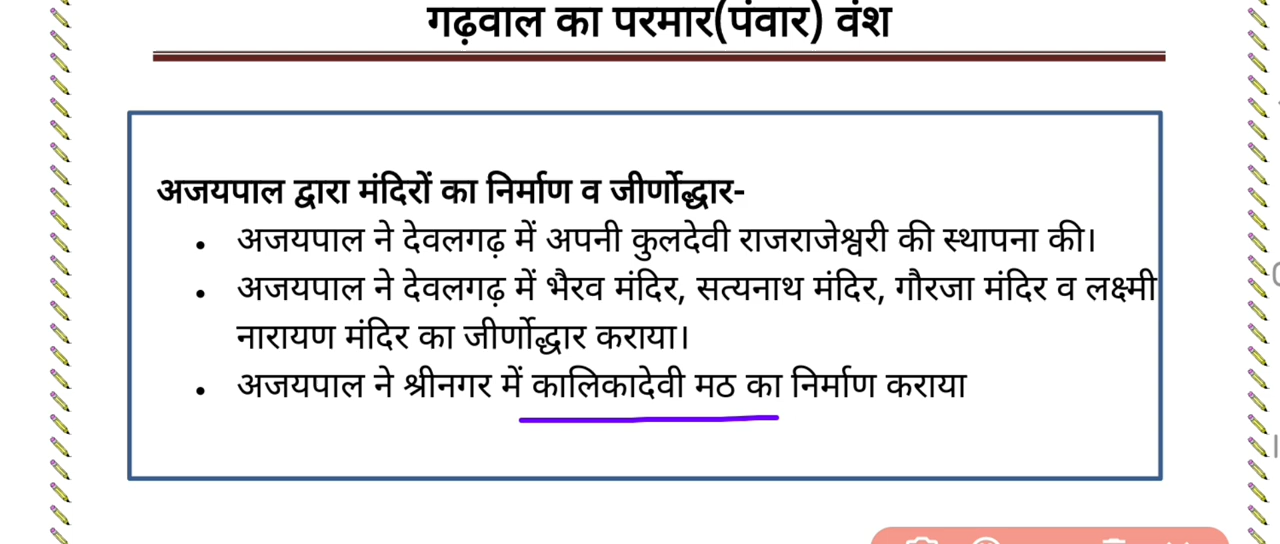 गढ़वाल का परमार(पंवार) वंश
अजयपाल द्वारा मंदिरों का निर्माण व जीर्णोद्धार-
• अजयपाल ने देवलगढ़ में अपनी कुलदेवी राजराजेश्वरी की स्थापना की।
• अजयपाल ने देवलगढ़ में भैरव मंदिर, सत्यनाथ मंदिर, गौरजा मंदिर व लक्ष्मी
नारायण मंदिर का जीर्णोद्धार कराया।
• अजयपाल ने श्रीनगर में कालिकादेवी मठ का निर्माण कराया